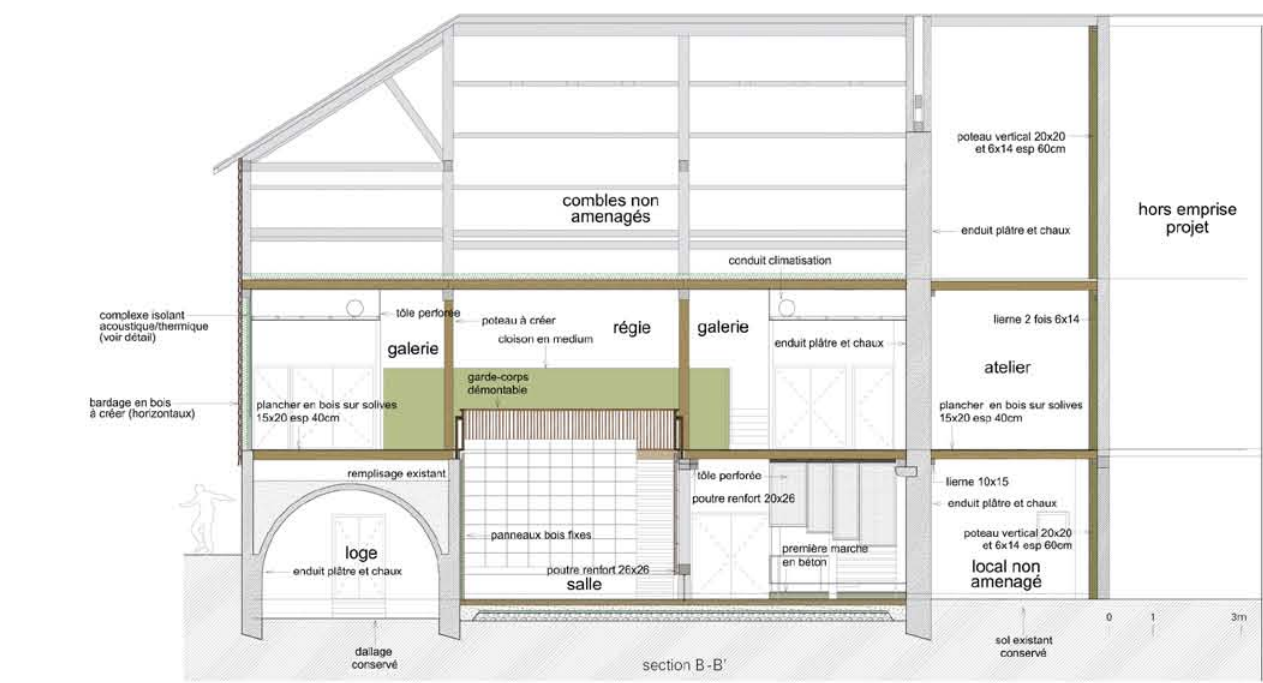 poteau vertical 20x20
et 6x14 esp 60cm
combles non
amenagés
hors emprise
projet
enduit plâtre et chaux
conduit climatisation
complexe isolant
acoustique/thermique
(voir détail)
tôle perforée
poteau à créer
régie
galerie
lierne 2 fois 6x14
cloison en medium
enduit plâtre et chaux
galerie
atelier
garde-corps
démontable
bardage en bois
à créer (horizontaux)
plancher en bois sur solives
15x20 esp 40cm
plancher en bois sur solives
15x20 esp 40cm
remplisage existant
tôle perforée
lierne 10x15
poutre renfort 20x26
enduit plâtre et chaux
panneaux bois fixes
poteau vertical 20x20
et 6x14 esp 60cm
loge
première marche
en béton
enduit plâtre et chaux
poutre renfort 26x26
salle
local non
amenagé
0 1 3m
dallage
conservé
sol existant
conservé
section B-B'